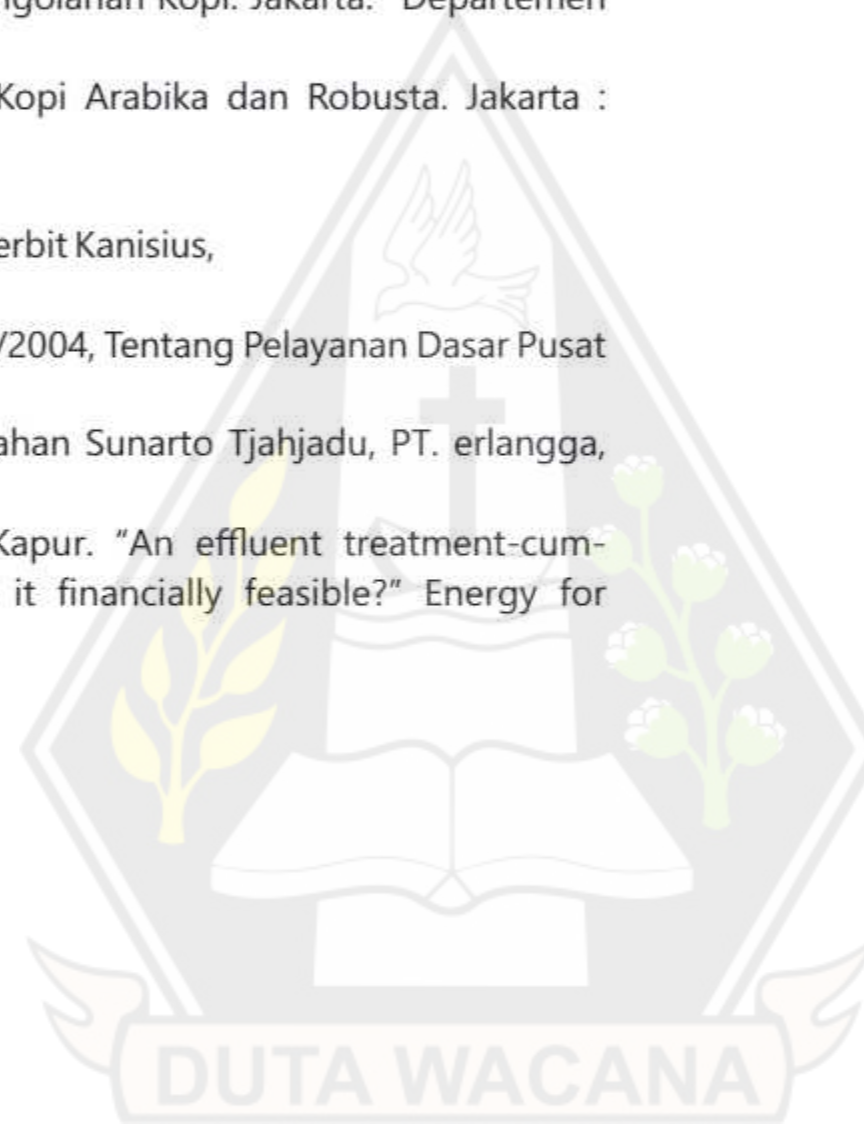 ngolahan Kopi. Jakarta. Departemen
Kopi Arabika dan Robusta. Jakarta :
erbit Kanisius,
/2004, Tentang Pelayanan Dasar Pusat
ahan Sunarto Tjahjadu, PT. erlangga,
Kapur. “An effluent treatment-cum-
it financially feasible?” Energy for
DUTA WACANA